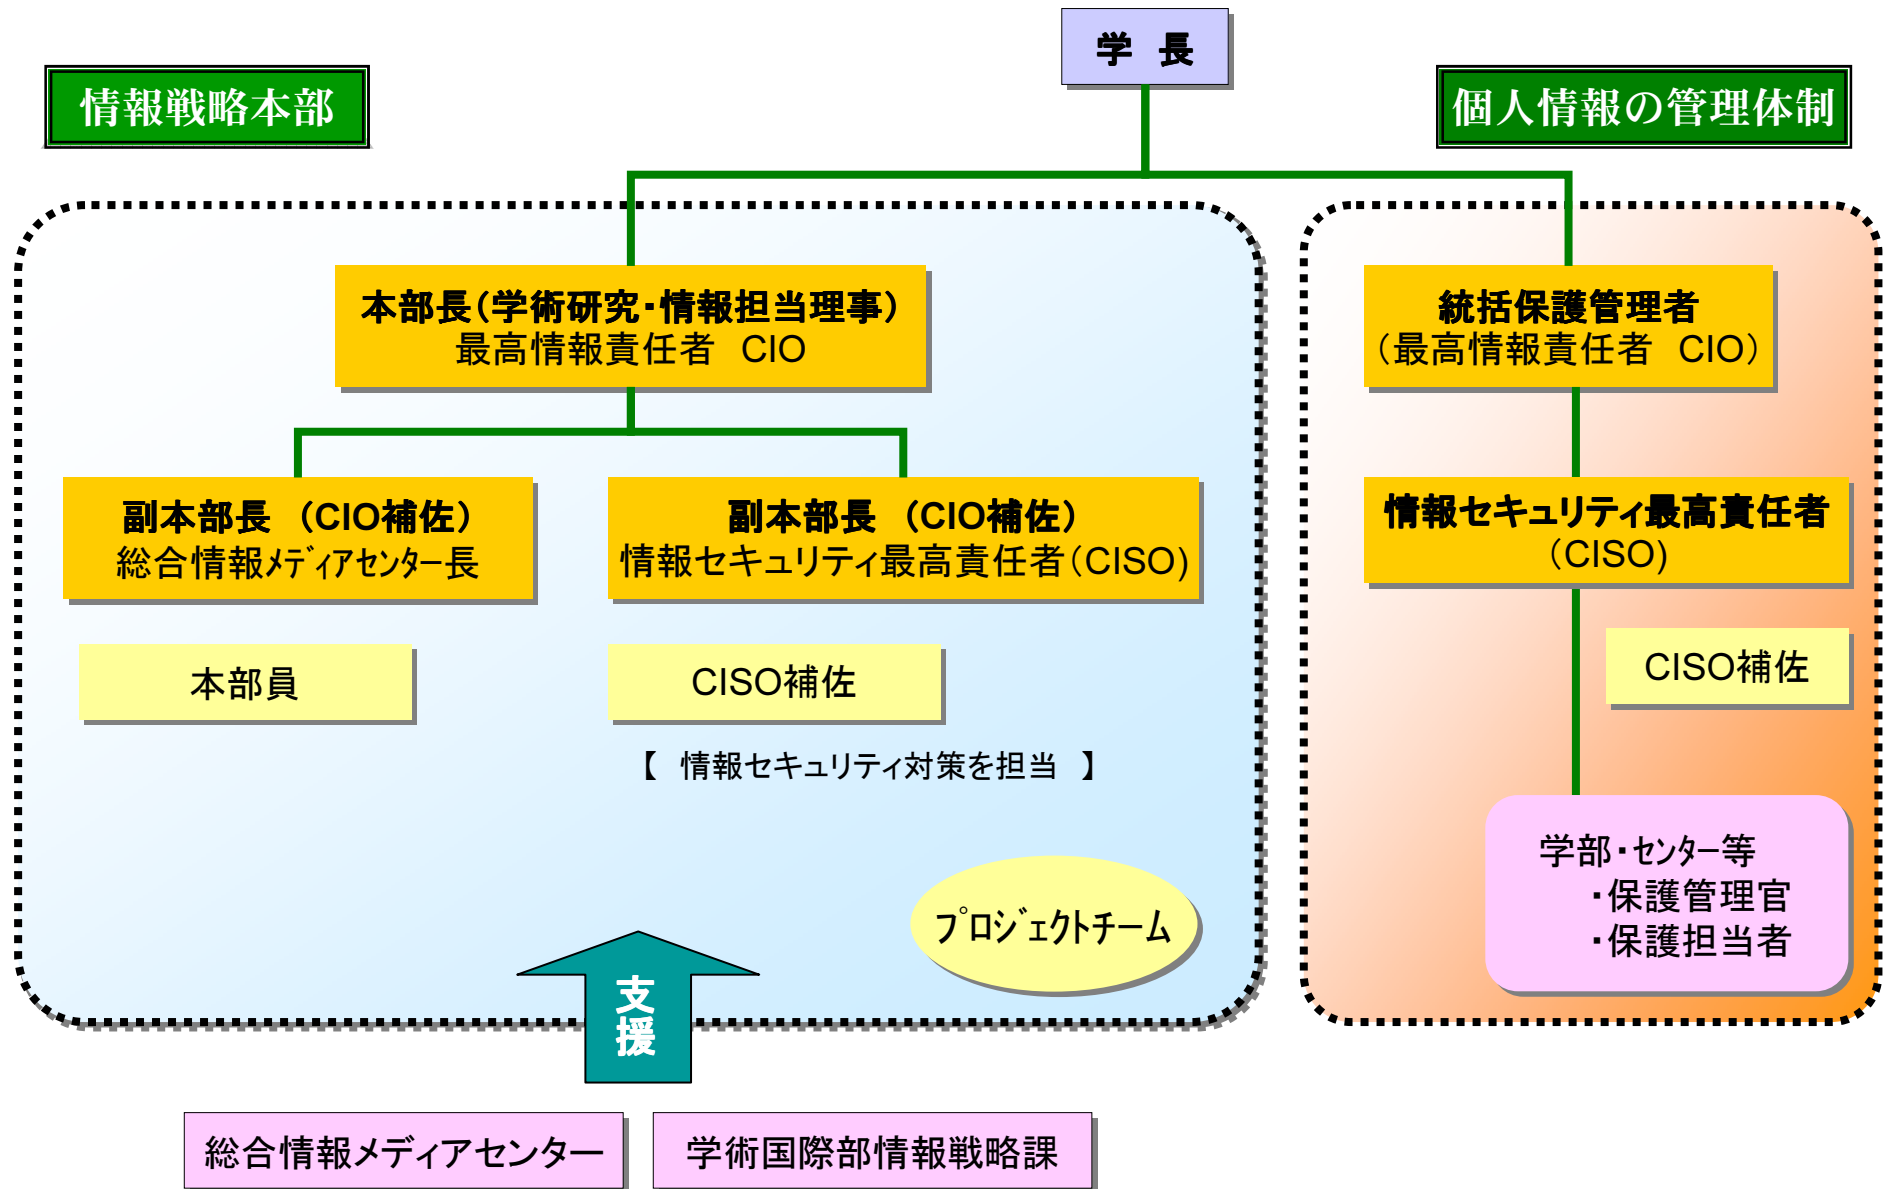 学　長
情報戦略本部
個人情報の管理体制
本部長（学術研究・情報担当理事）
最高情報責任者　CIO
統括保護管理者
（最高情報責任者　CIO）
副本部長　（CIO補佐）
総合情報ﾒﾃﾞｨｱｾﾝﾀｰ長
副本部長　（CIO補佐）
情報セキュリティ最高責任者（CISO)
情報セキュリティ最高責任者
（CISO)
本部員
CISO補佐
CISO補佐
【　情報セキュリティ対策を担当　】
学部・ｾﾝﾀｰ等
・保護管理官
・保護担当者
ﾌﾟﾛｼﾞｪｸﾄﾁｰﾑ
支援
総合情報メディアセンター
学術国際部情報戦略課